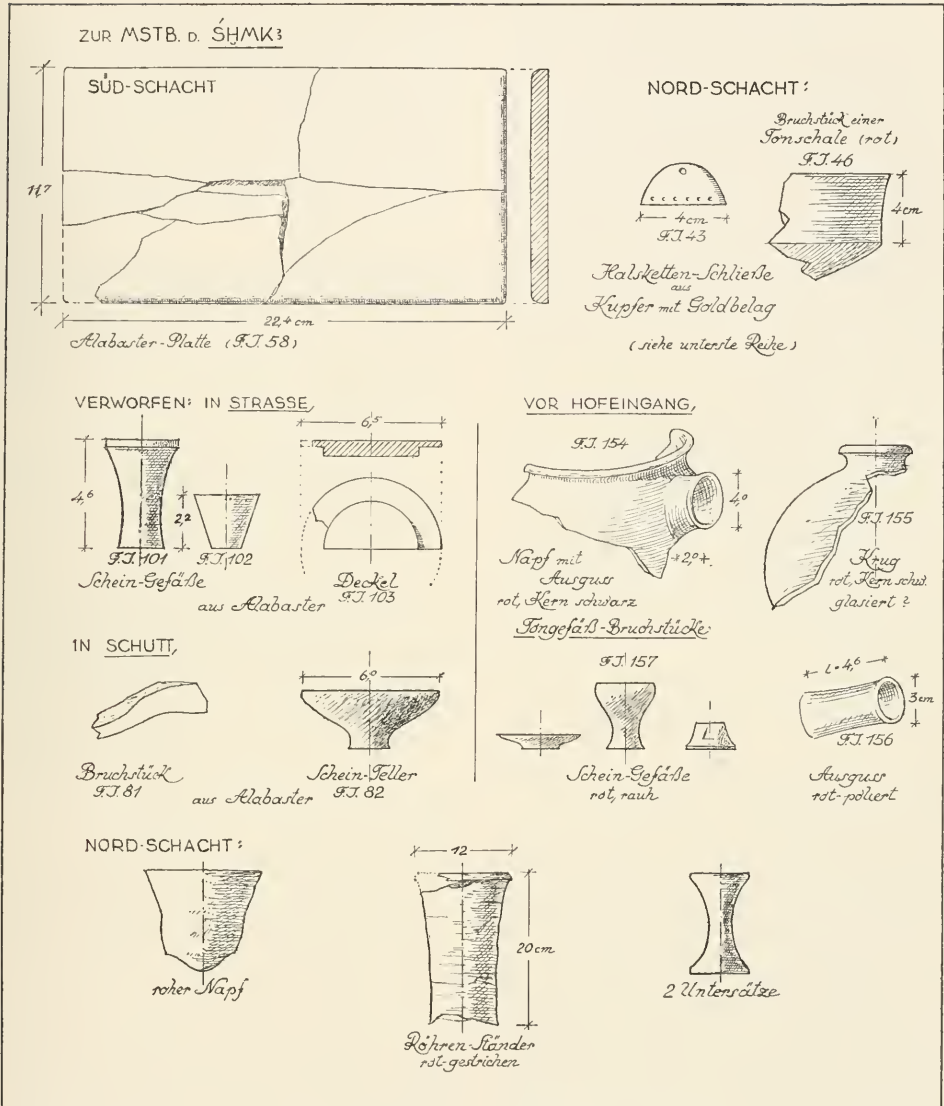 ZUR MSTB. D. ŚḤMKꜣ
SÜD-SCHACHT
11,7
22,4 cm
Alabaster-Platte (F.J. 58)
NORD-SCHACHT:
Bruchstück einer
Tonschale (rot)
F.J. 46
4cm
4cm
F.J. 43
Halsketten-Schließe
aus
Kupfer mit Goldbelag
(siehe unterste Reihe)
VERWORFEN: IN STRASSE,
4,6
F.J. 101
2,2
F.J. 102
Schein-Gefäße
6,5
Deckel
F.J. 103
aus Alabaster
IN SCHUTT,
Bruchstück
F.J. 81
6,0
Schein-Teller
F.J. 82
aus Alabaster
VOR HOFEINGANG,
F.J. 154
4,0
2,0
Napf mit
Ausguss
rot, Kern schwarz
F.J. 155
Krug
rot, Kern schw.
glasiert?
Tongefäß-Bruchstücke:
F.J. 157
Schein-Gefäße
rot, rauh
L = 4,6
3cm
F.J. 156
Ausguss
rot-poliert
NORD-SCHACHT:
roher Napf
12
20cm
Röhren-Ständer
rot-gestrichen
2 Untersätze